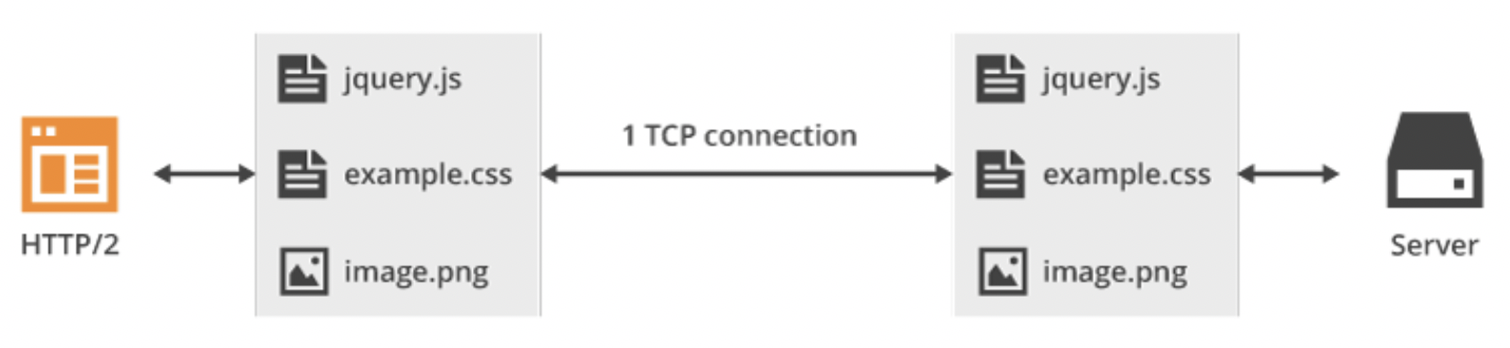 jquery.js
example.css
image.png
HTTP/2
1 TCP connection
jquery.js
example.css
image.png
Server